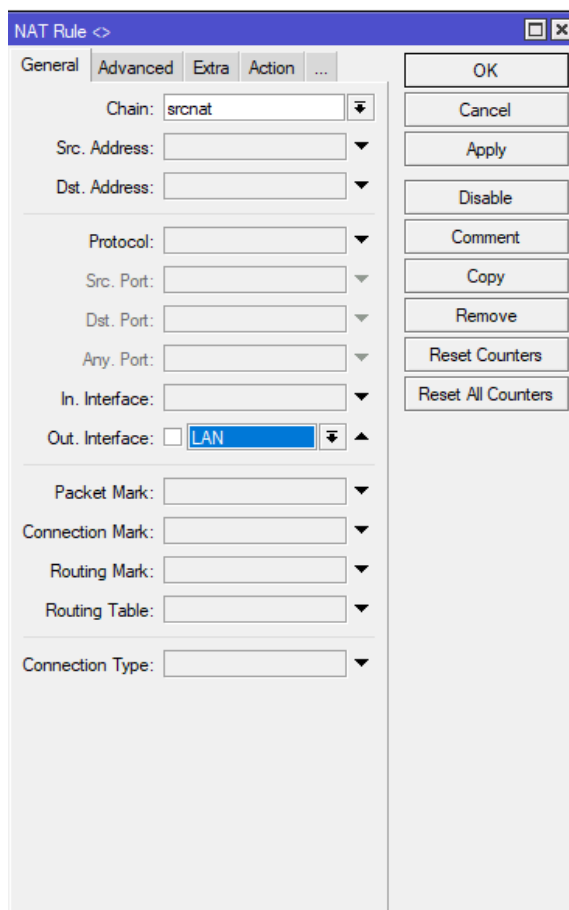 NAT Rule <>
General Advanced Extra Action ...
Chain: srcnat
Src. Address:
Dst. Address:
Protocol:
Src. Port:
Dst. Port:
Any. Port:
In. Interface:
Out. Interface: LAN
Packet Mark:
Connection Mark:
Routing Mark:
Routing Table:
Connection Type:
OK
Cancel
Apply
Disable
Comment
Copy
Remove
Reset Counters
Reset All Counters